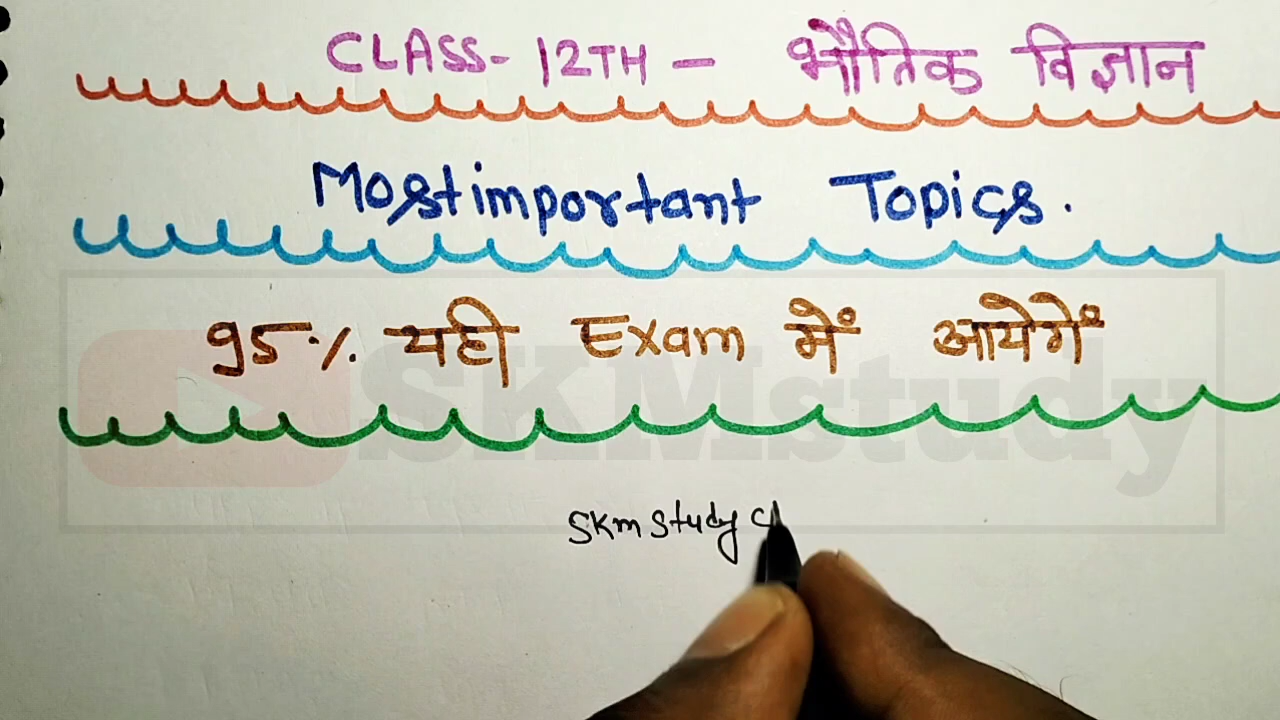 CLASS-12TH - भौतिक विज्ञान
Most important Topics.
95% यही Exam में आयेगें
SKMstudy
SKm study c